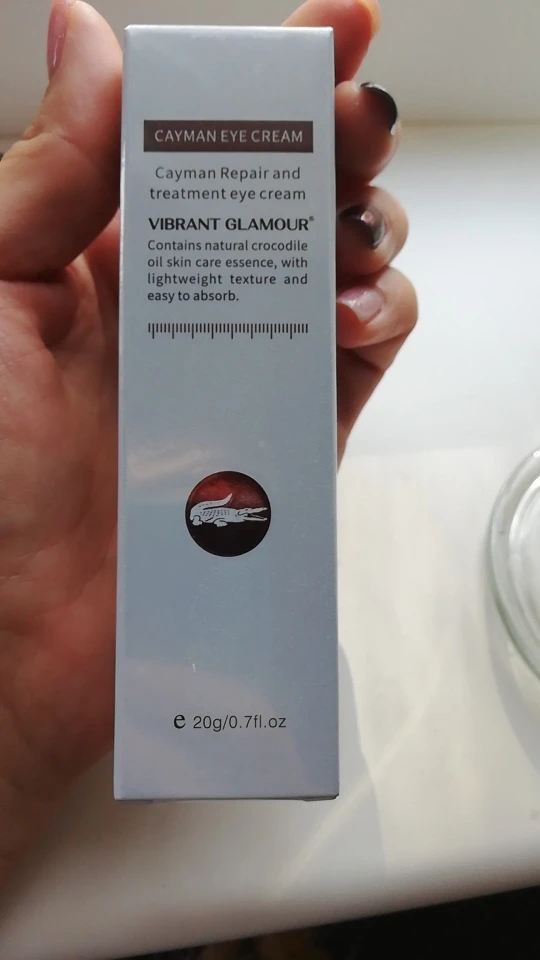 CAYMAN EYE CREAM
Cayman Repair and
treatment eye cream
VIBRANT GLAMOUR®
Contains natural crocodile
oil skin care essence, with
lightweight texture and
easy to absorb.
e 20g/0.7fl.oz